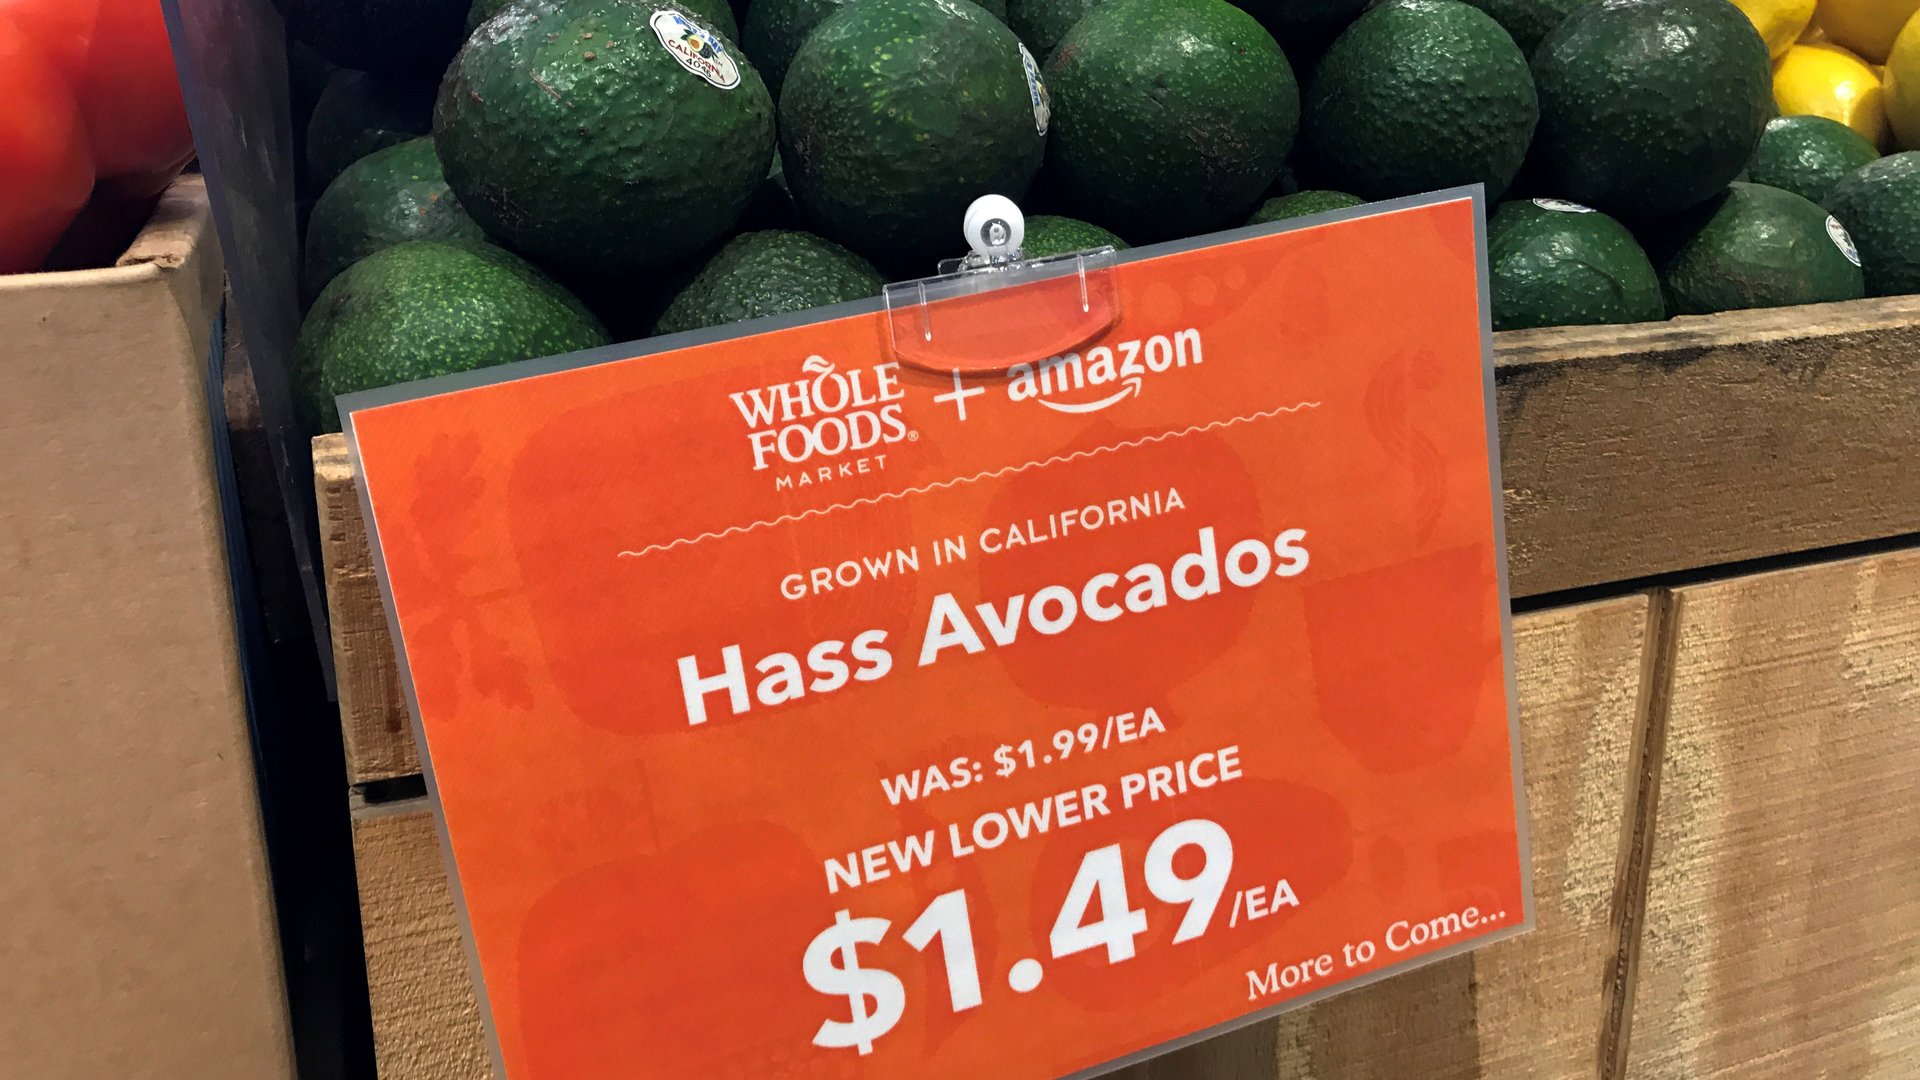 CALIFORNIA
WHOLE
FOODS®
MARKET
+ amazon
GROWN IN CALIFORNIA
Hass Avocados
WAS: $1.99/EA
NEW LOWER PRICE
$1.49/EA
More to Come...